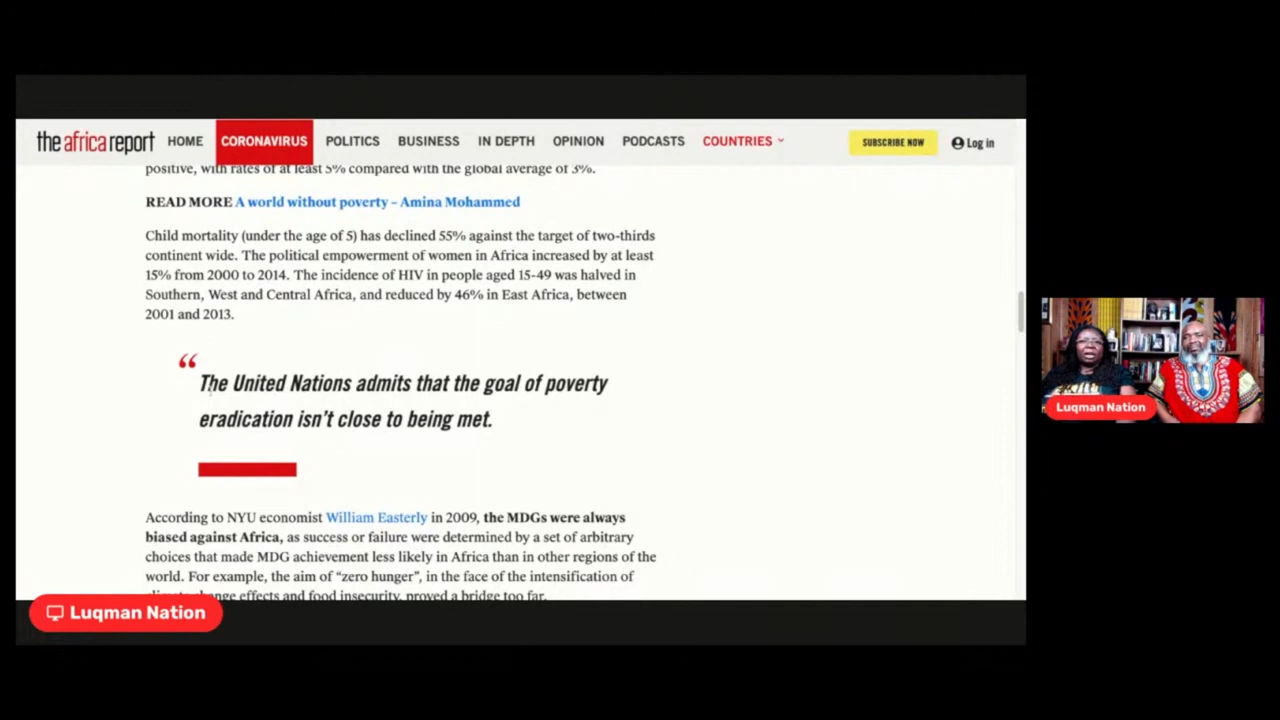 the africa report HOME CORONAVIRUS POLITICS BUSINESS IN DEPTH OPINION PODCASTS COUNTRIES SUBSCRIBE NOW Log in
positive, with rates of at least 5% compared with the global average of 3%.
READ MORE A world without poverty – Amina Mohammed
Child mortality (under the age of 5) has declined 55% against the target of two-thirds
continent wide. The political empowerment of women in Africa increased by at least
15% from 2000 to 2014. The incidence of HIV in people aged 15-49 was halved in
Southern, West and Central Africa, and reduced by 46% in East Africa, between
2001 and 2013.
“
The United Nations admits that the goal of poverty
eradication isn’t close to being met.
According to NYU economist William Easterly in 2009, the MDGs were always
biased against Africa, as success or failure were determined by a set of arbitrary
choices that made MDG achievement less likely in Africa than in other regions of the
world. For example, the aim of “zero hunger”, in the face of the intensification of
change effects and food insecurity, proved a bridge too far.
Luqman Nation
Luqman Nation